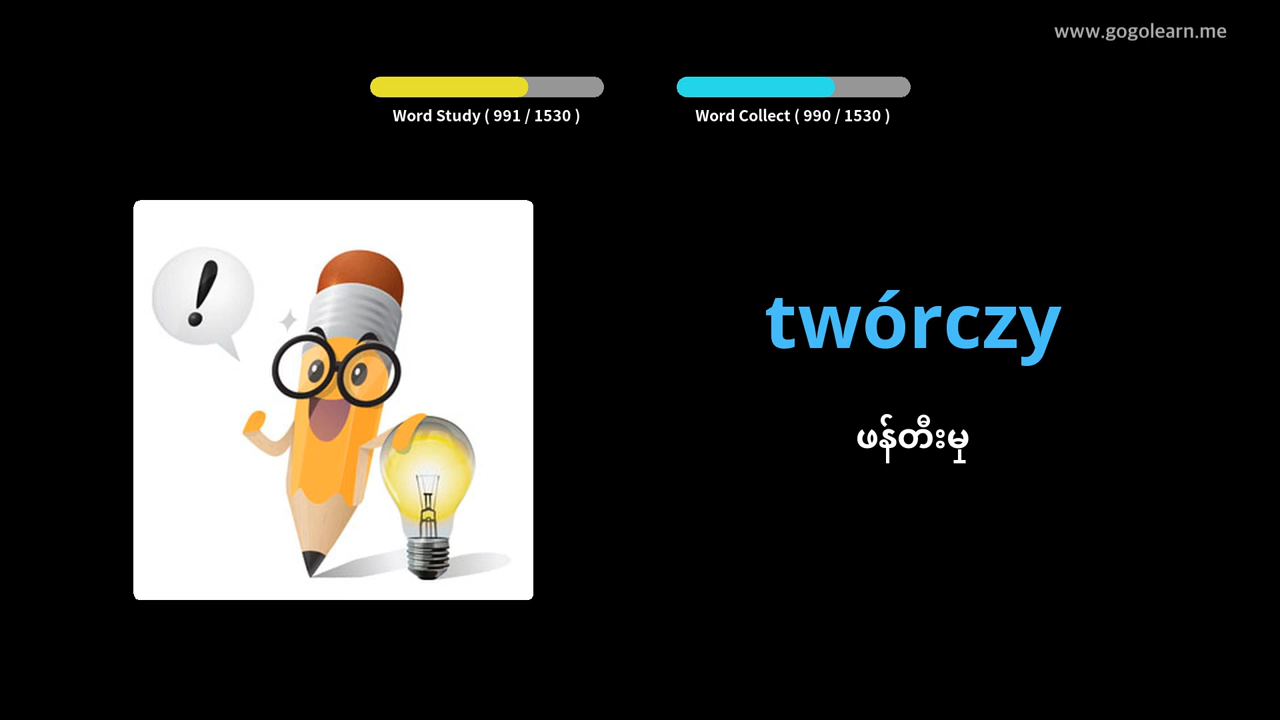 www.gogolearn.me
Word Study ( 991 / 1530 )
Word Collect ( 990 / 1530 )
!
twórczy
ဖန်တီးမှု